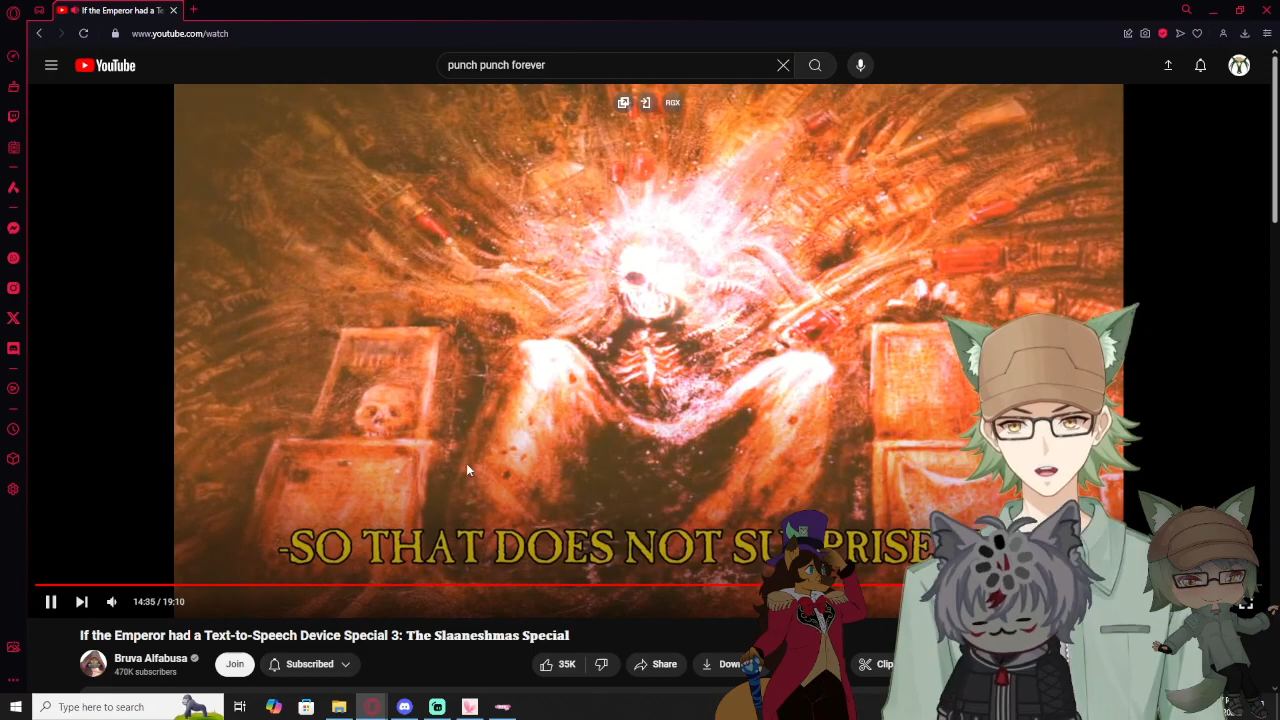 If the Emperor had a Te
www.youtube.com/watch
YouTube
punch punch forever
RGX
-SO THAT DOES NOT SURPRISE
14:35 / 19:10
If the Emperor had a Text-to-Speech Device Special 3: The Slaaneshmas Special
Bruva Alfabusa
470K subscribers
Join
Subscribed
35K
Share
Down
Clip
Type here to search